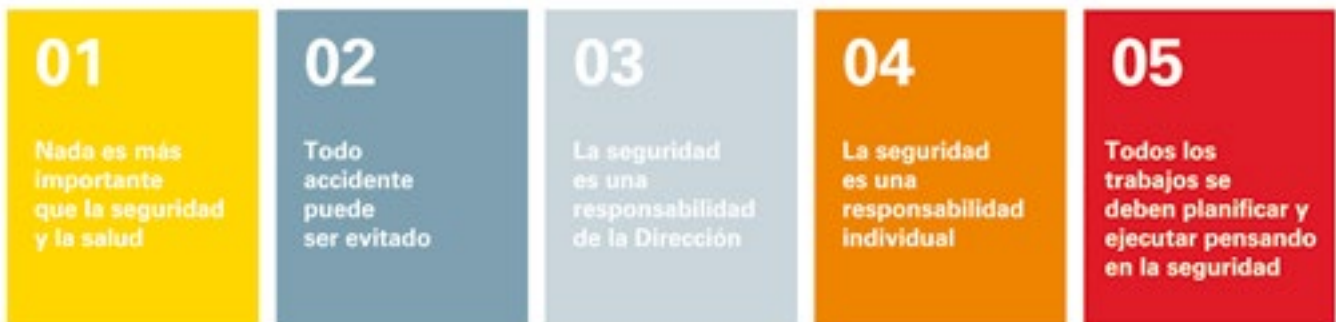 01
Nada es más
importante
que la seguridad
y la salud
02
Todo
accidente
puede
ser evitado
03
La seguridad
es una
responsabilidad
de la Dirección
04
La seguridad
es una
responsabilidad
individual
05
Todos los
trabajos se
deben planificar y
ejecutar pensando
en la seguridad